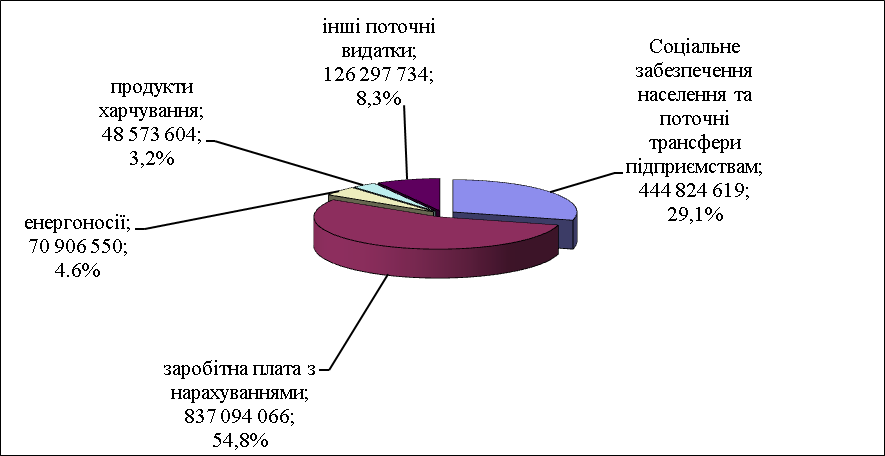 інші поточні
видатки;
126 297 734;
8,3%
Соціальне
забезпечення
населення та
поточні
трансфери
підприємствам;
444 824 619;
29,1%
продукти
харчування;
48 573 604;
3,2%
енергоносії;
70 906 550;
4.6%
заробітна плата з
нарахуваннями;
837 094 066;
54,8%